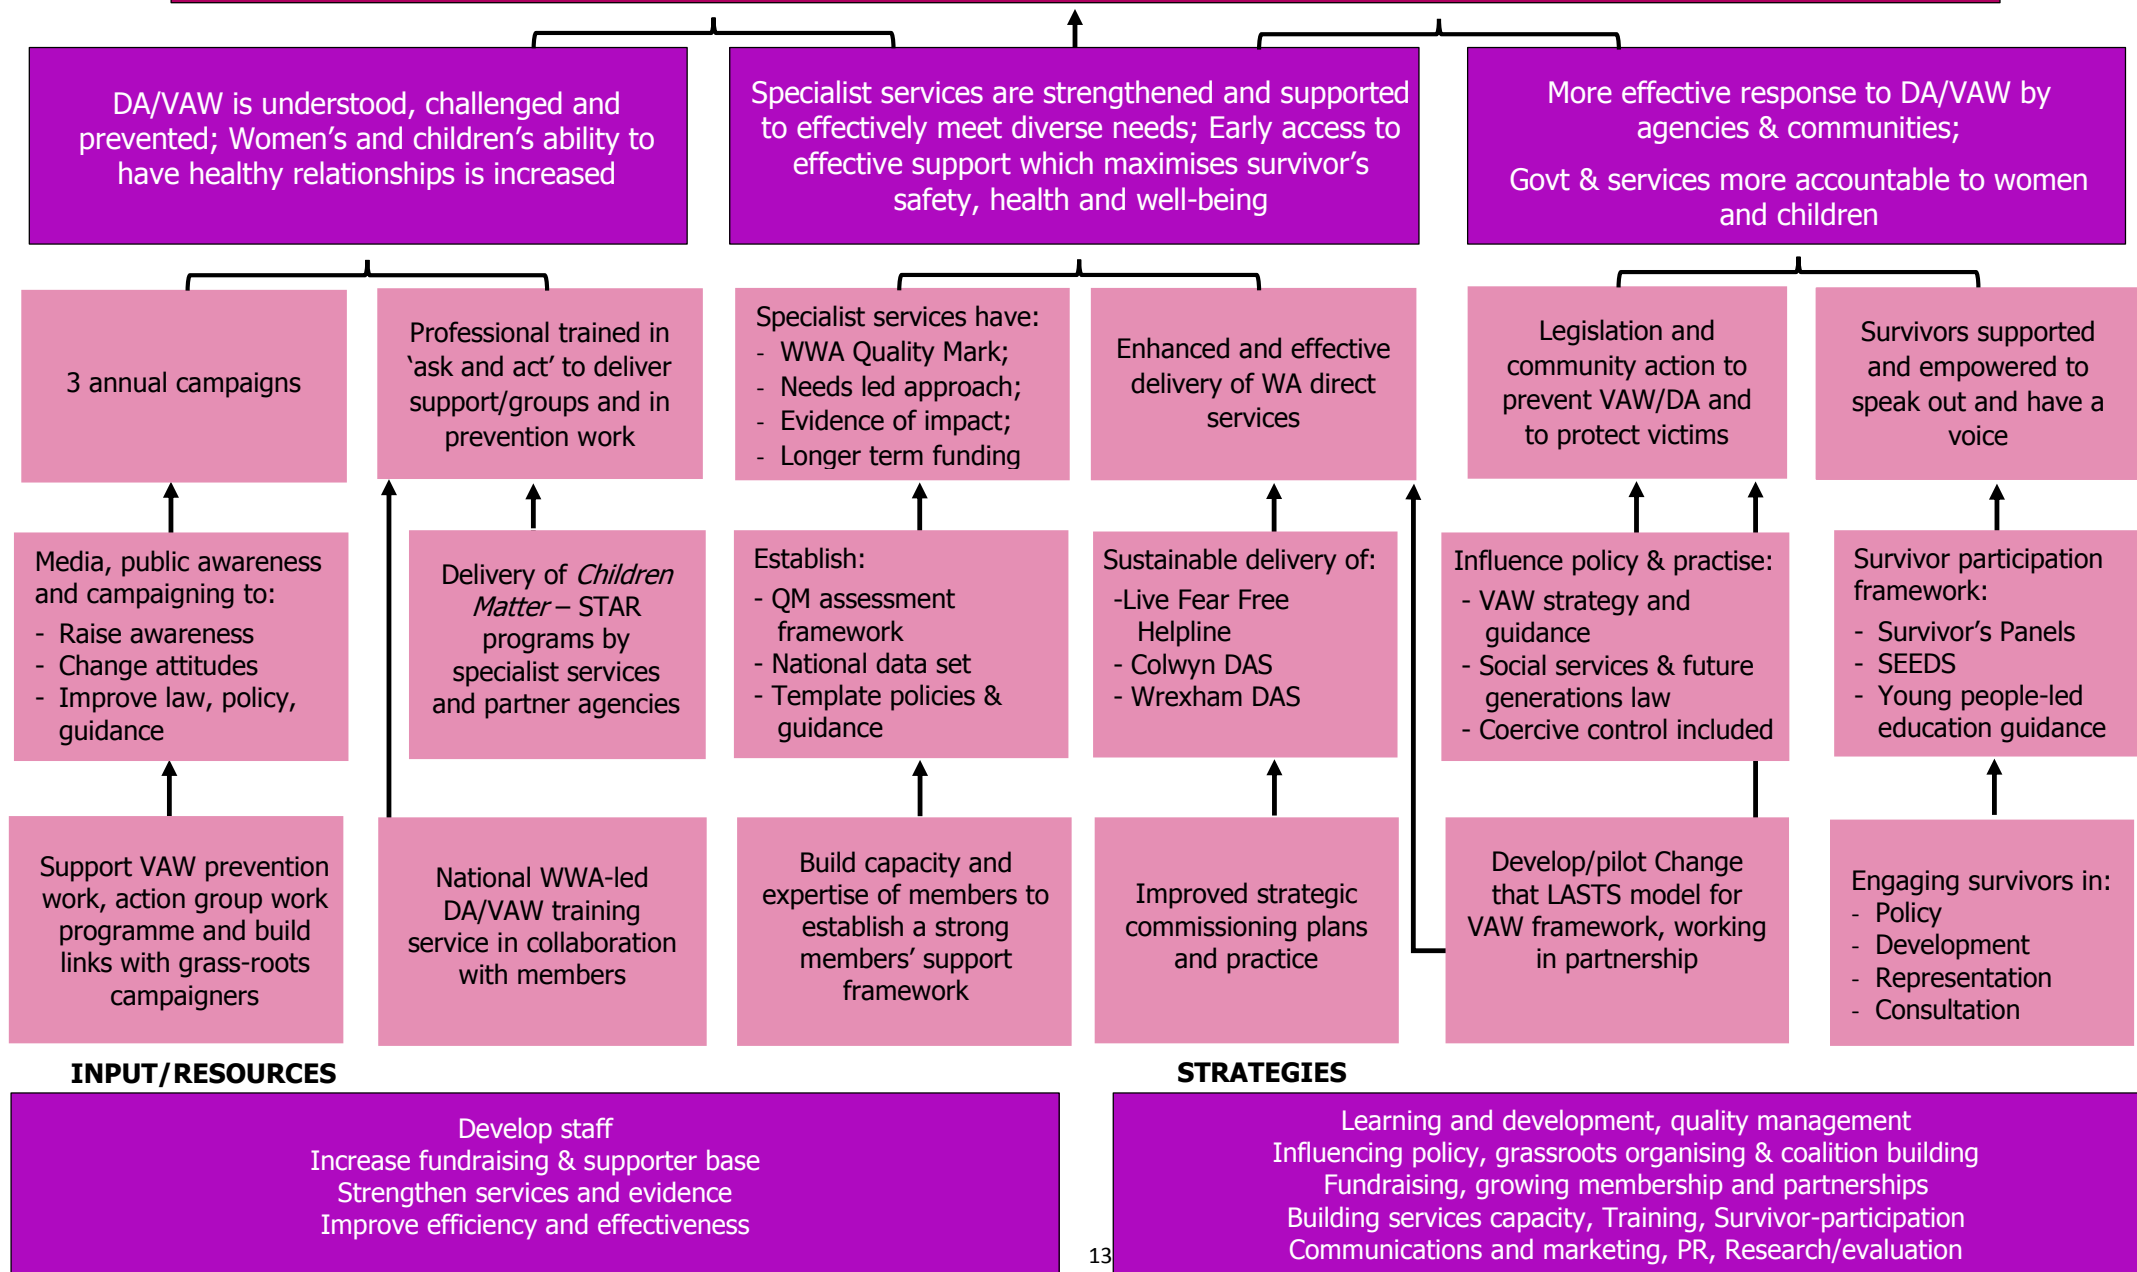 DA/VAW is understood, challenged and
prevented; Women's and children's ability to
have healthy relationships is increased
Specialist services are strengthened and supported
to effectively meet diverse needs; Early access to
effective support which maximises survivor's
safety, health and well-being
More effective response to DA/VAW by
agencies & communities;
Govt & services more accountable to women
and children
3 annual campaigns
Professional trained in
'ask and act' to deliver
support/groups and in
prevention work
Specialist services have:
- WWA Quality Mark;
- Needs led approach;
- Evidence of impact;
- Longer term funding
Enhanced and effective
delivery of WA direct
services
Legislation and
community action to
prevent VAW/DA and
to protect victims
Survivors supported
and empowered to
speak out and have a
voice
Media, public awareness
and campaigning to:
- Raise awareness
- Change attitudes
- Improve law, policy,
guidance
Delivery of Children
Matter – STAR
programs by
specialist services
and partner agencies
Establish:
- QM assessment
framework
- National data set
- Template policies &
guidance
Sustainable delivery of:
-Live Fear Free
Helpline
- Colwyn DAS
- Wrexham DAS
Influence policy & practise:
- VAW strategy and
guidance
- Social services & future
generations law
- Coercive control included
Survivor participation
framework:
- Survivor's Panels
- SEEDS
- Young people-led
education guidance
Support VAW prevention
work, action group work
programme and build
links with grass-roots
campaigners
National WWA-led
DA/VAW training
service in collaboration
with members
Build capacity and
expertise of members to
establish a strong
members' support
framework
Improved strategic
commissioning plans
and practice
Develop/pilot Change
that LASTS model for
VAW framework, working
in partnership
Engaging survivors in:
- Policy
- Development
- Representation
- Consultation
INPUT/RESOURCES
Develop staff
Increase fundraising & supporter base
Strengthen services and evidence
Improve efficiency and effectiveness
STRATEGIES
Learning and development, quality management
Influencing policy, grassroots organising & coalition building
Fundraising, growing membership and partnerships
Building services capacity, Training, Survivor-participation
Communications and marketing, PR, Research/evaluation
13